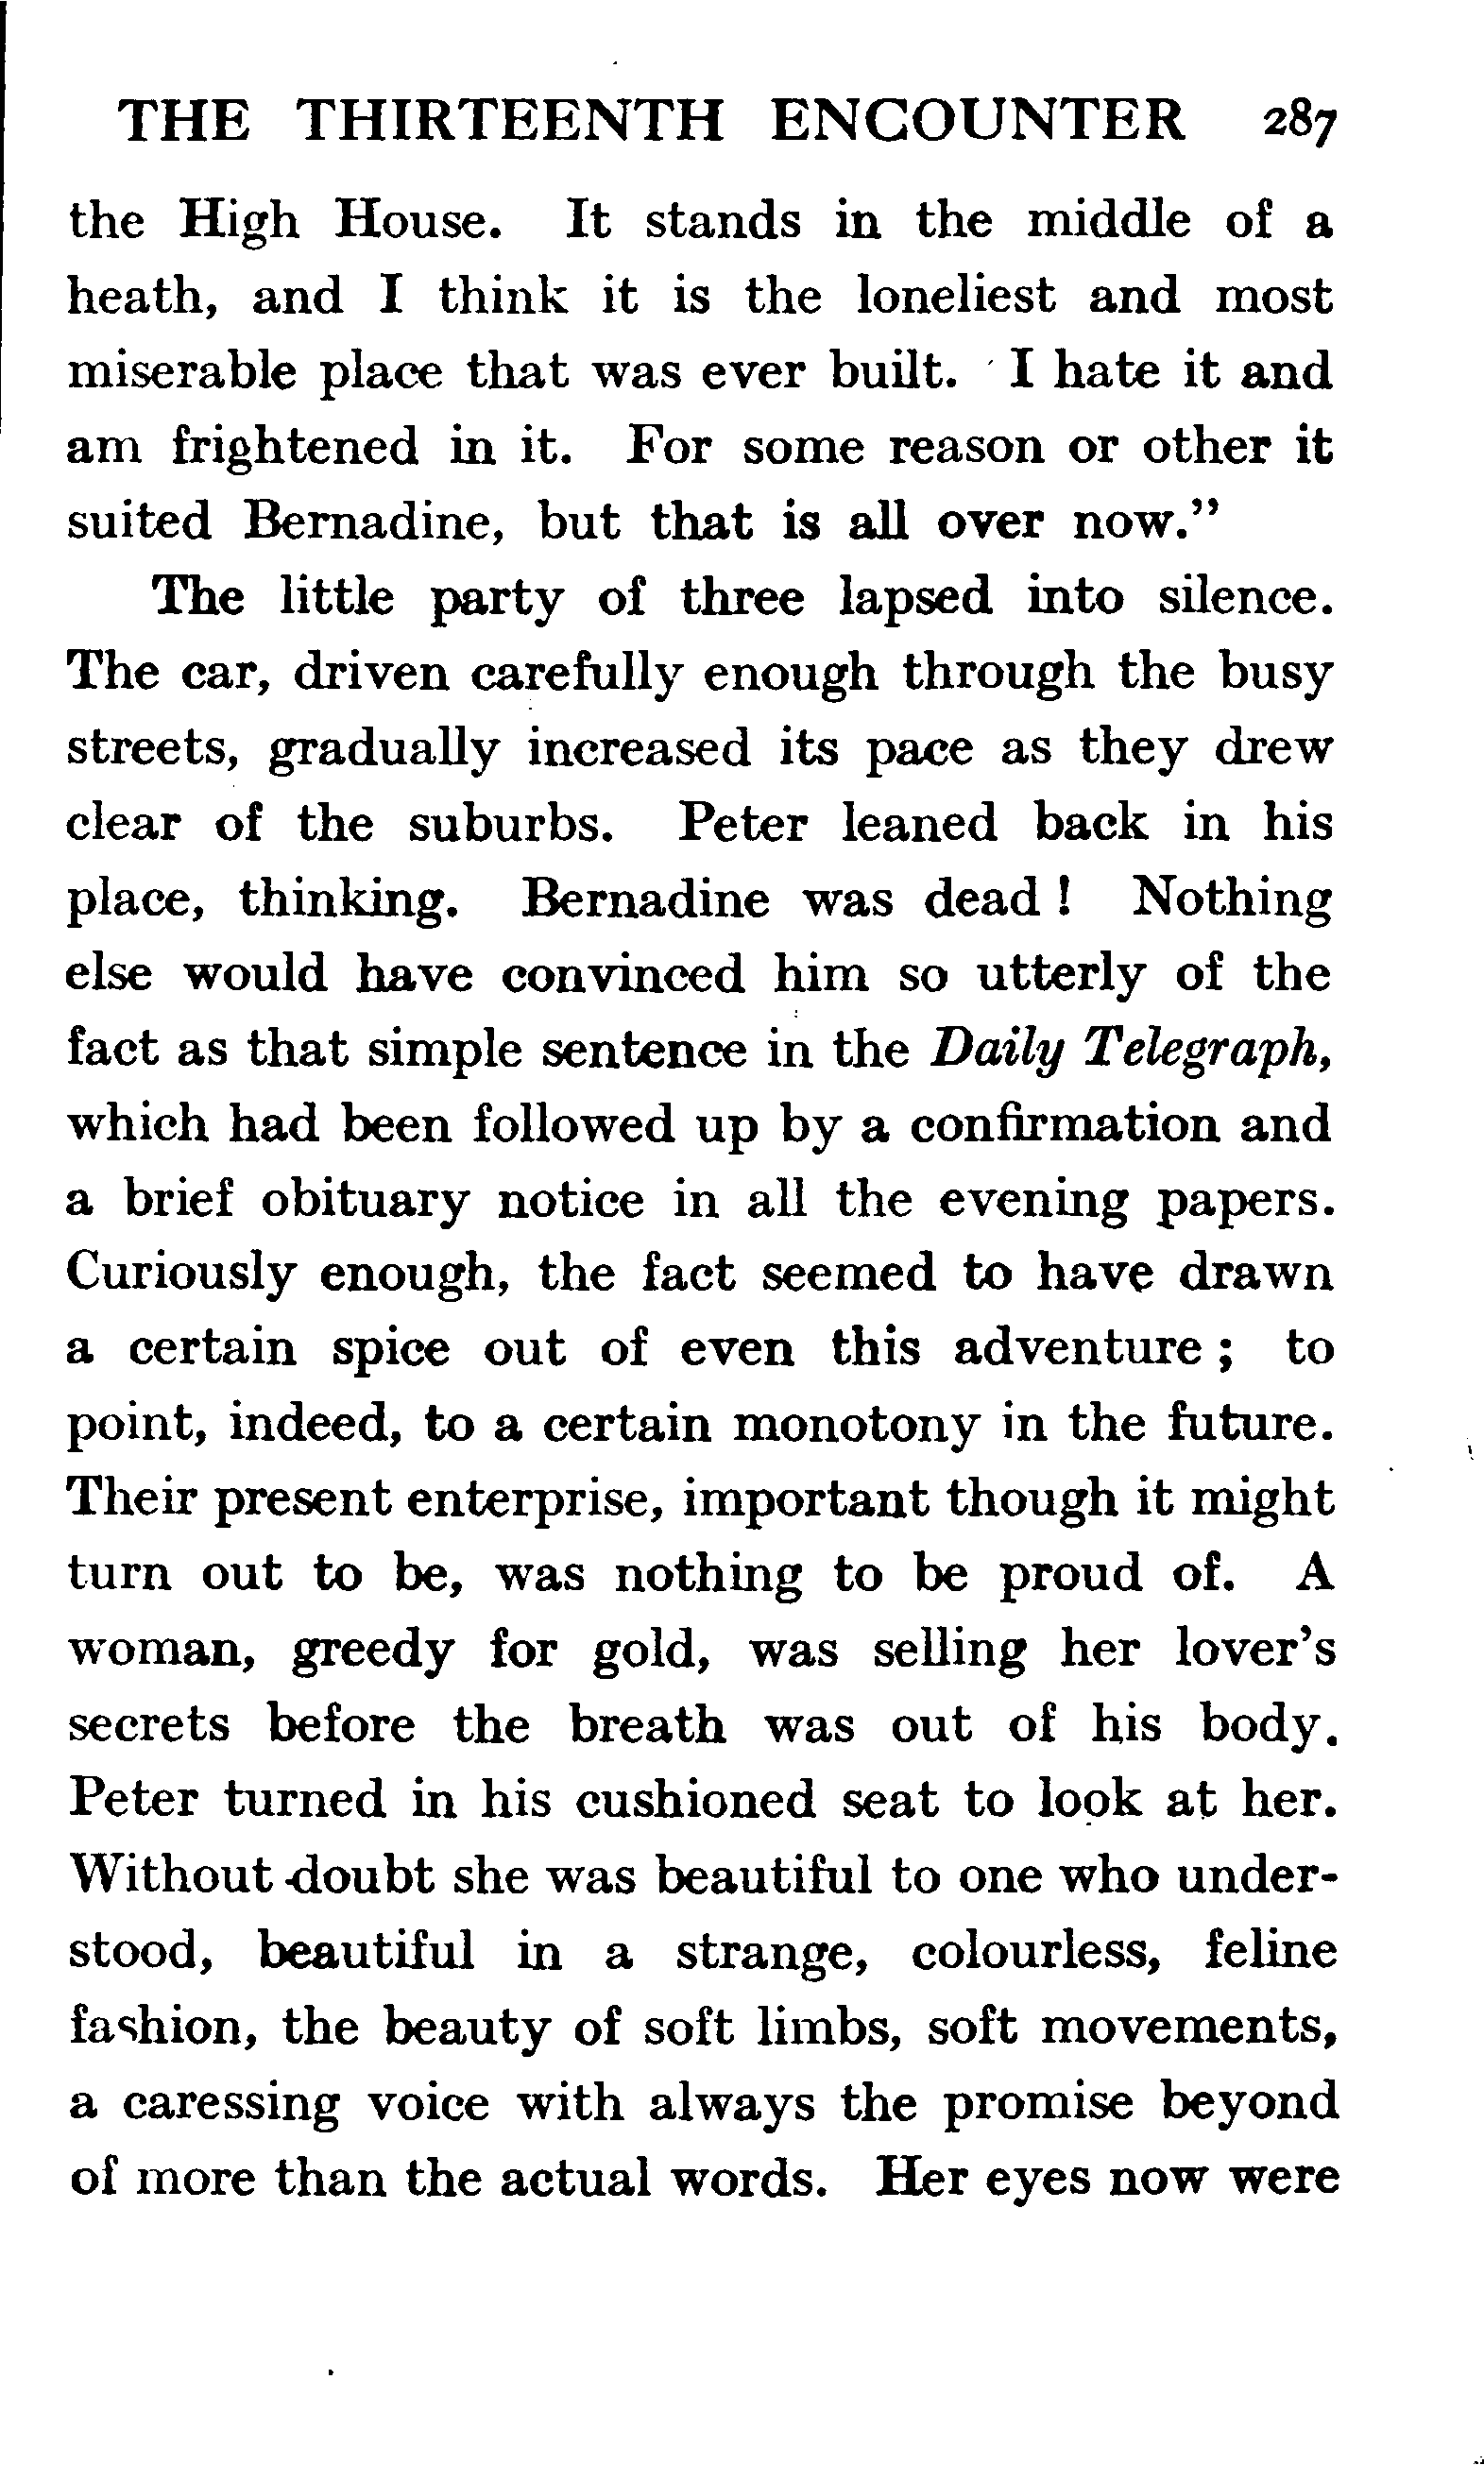 THE THIRTEENTH ENCOUNTER 287
the High House. It stands in the middle of a
heath, and I think it is the loneliest and most
miserable place that was ever built. I hate it and
am frightened in it. For some reason or other it
suited Bernadine, but that is all over now."
The little party of three lapsed into silence.
The car, driven carefully enough through the busy
streets, gradually increased its pace as they drew
clear of the suburbs. Peter leaned back in his
place, thinking. Bernadine was dead ! Nothing
else would have convinced him so utterly of the
fact as that simple sentence in the Daily Telegraph,
which had been followed up by a confirmation and
a brief obituary notice in all the evening papers.
Curiously enough, the fact seemed to have drawn
a certain spice out of even this adventure ; to
point, indeed, to a certain monotony in the future.
Their present enterprise, important though it might
turn out to be, was nothing to be proud of. A
woman, greedy for gold, was selling her lover's
secrets before the breath was out of his body.
Peter turned in his cushioned seat to look at her.
Without doubt she was beautiful to one who under-
stood, beautiful in a strange, colourless, feline
fashion, the beauty of soft limbs, soft movements,
a caressing voice with always the promise beyond
of more than the actual words. Her eyes now were